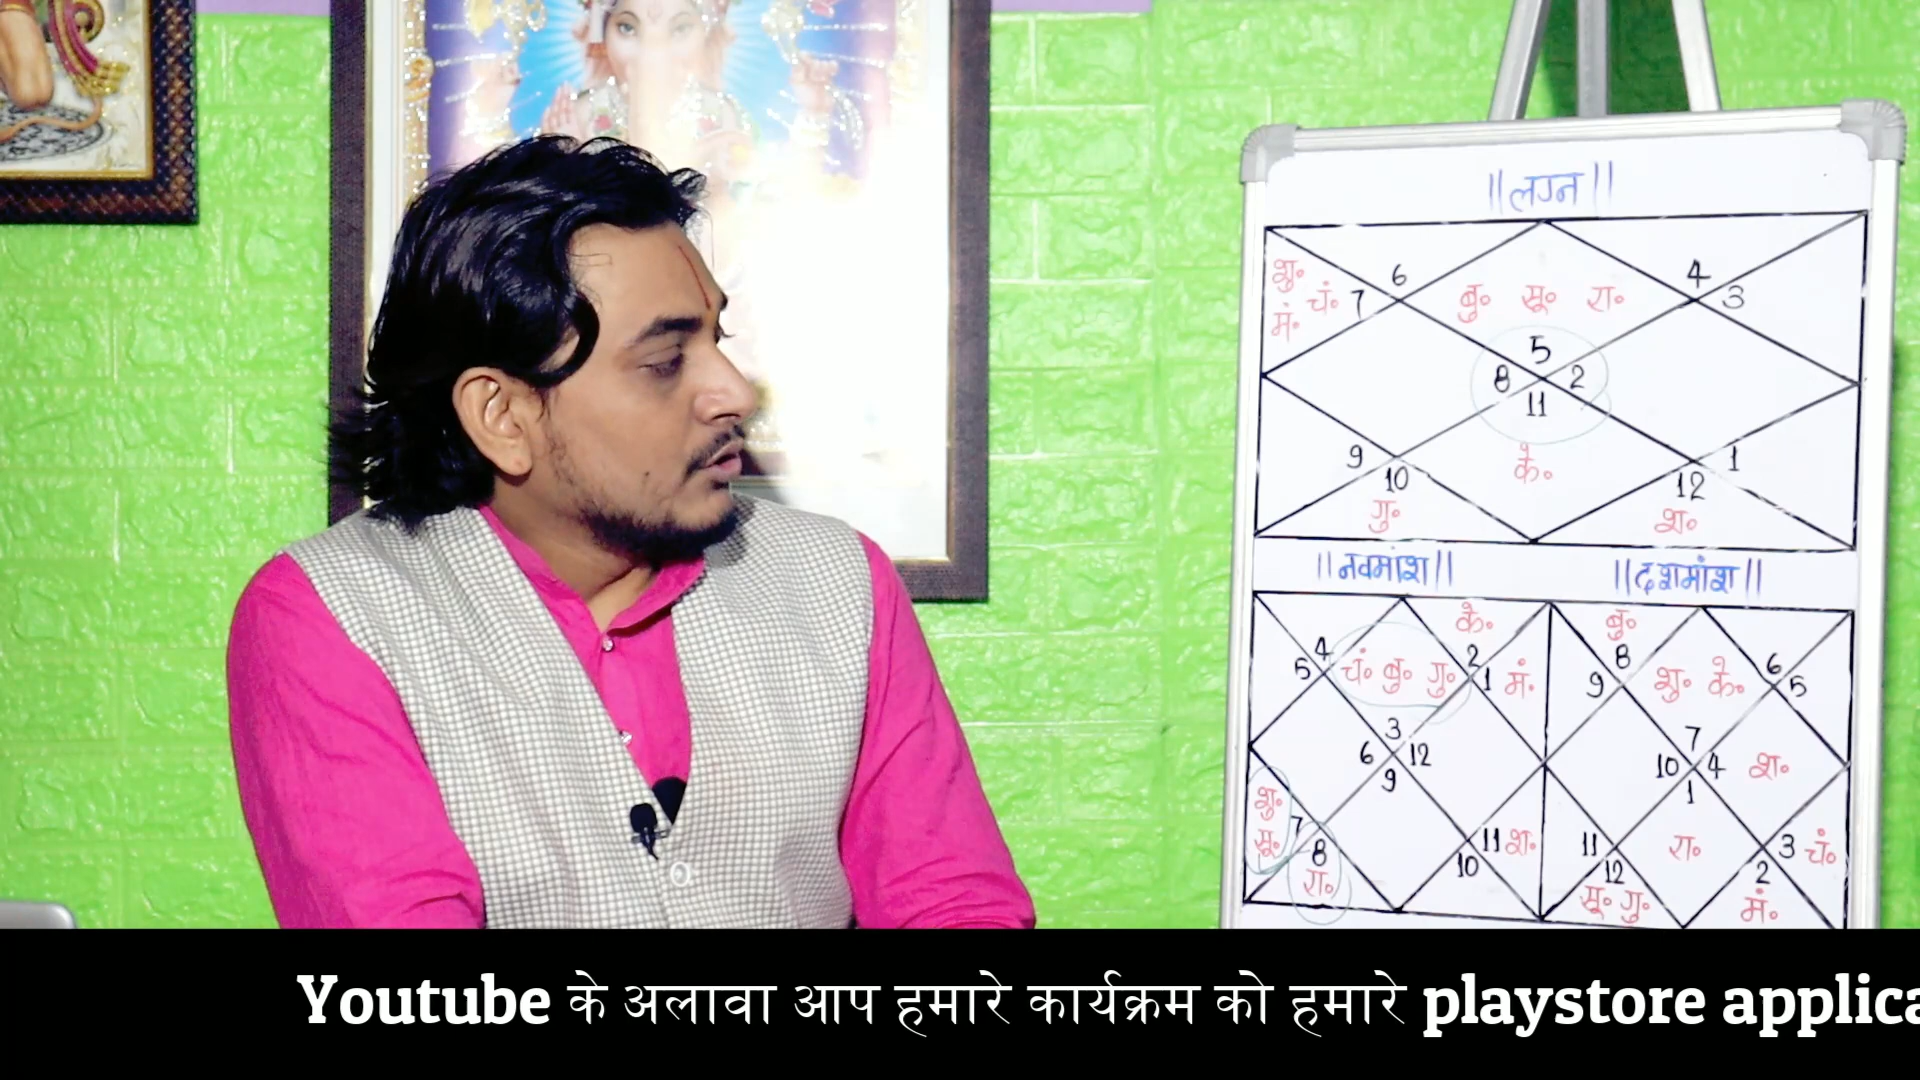 ||लग्न||
शु॰ 6 4
मं॰ चं॰ 7 बु॰ सू॰ रा॰ 3
5
8 2
11
9 के॰ 1
10 12
गु॰ श॰
||नवमांश|| ||दशमांश||
के॰ बु॰
4 चं॰ बु॰ गु॰ 2 8 शु॰ के॰ 6
5 1 मं॰ 9 5
3 7
6 12 10 4 श॰
9 1
शु॰
सू॰ 7 11 श॰ 11 रा॰ 3 चं॰
8 10 12 2
रा॰ सू॰ गु॰ मं॰
Youtube के अलावा आप हमारे कार्यक्रम को हमारे playstore applica